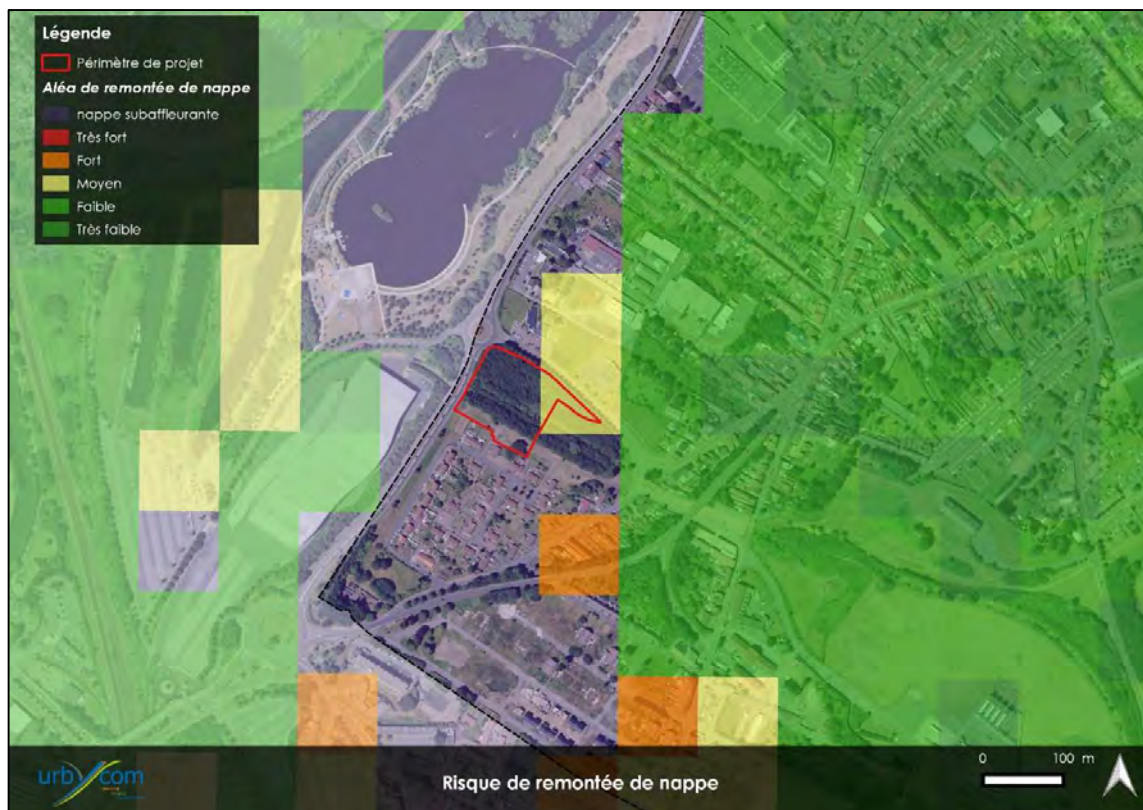 Légende
Périmètre de projet
Aléa de remontée de nappe
nappe subaffleurante
Très fort
Fort
Moyen
Faible
Très faible
urbycom
Risque de remontée de nappe
0 100 m